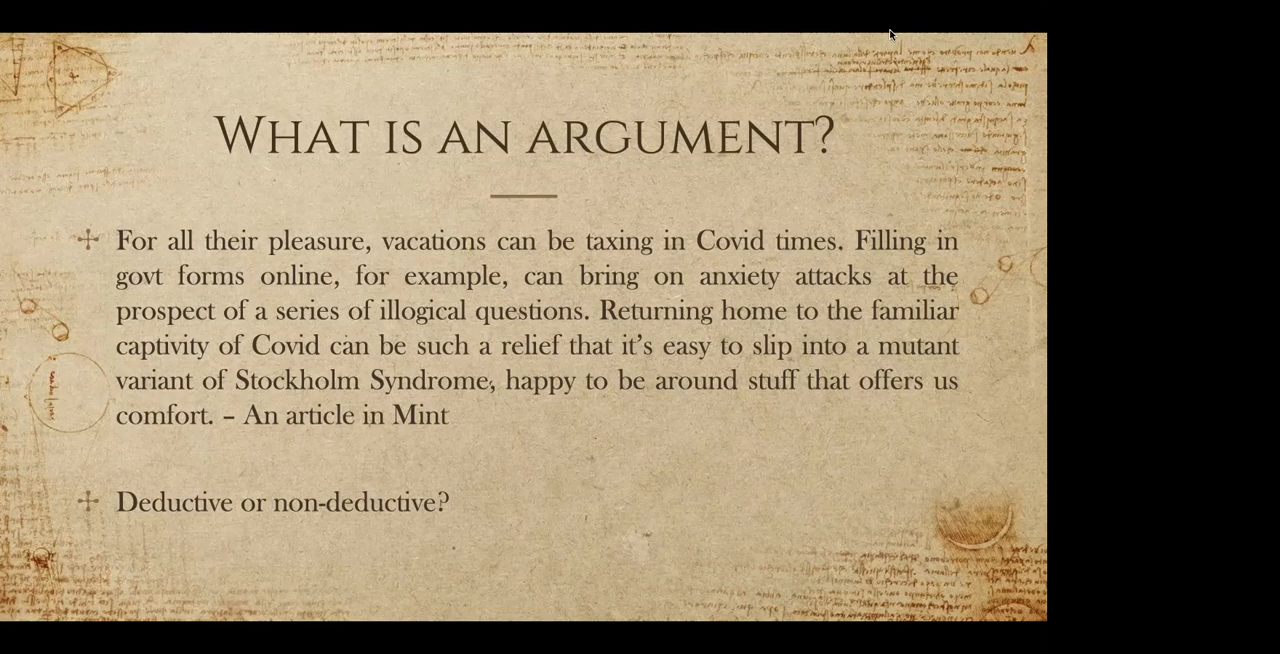 WHAT IS AN ARGUMENT?
For all their pleasure, vacations can be taxing in Covid times. Filling in
govt forms online, for example, can bring on anxiety attacks at the
prospect of a series of illogical questions. Returning home to the familiar
captivity of Covid can be such a relief that it’s easy to slip into a mutant
variant of Stockholm Syndrome, happy to be around stuff that offers us
comfort. – An article in Mint
Deductive or non-deductive?